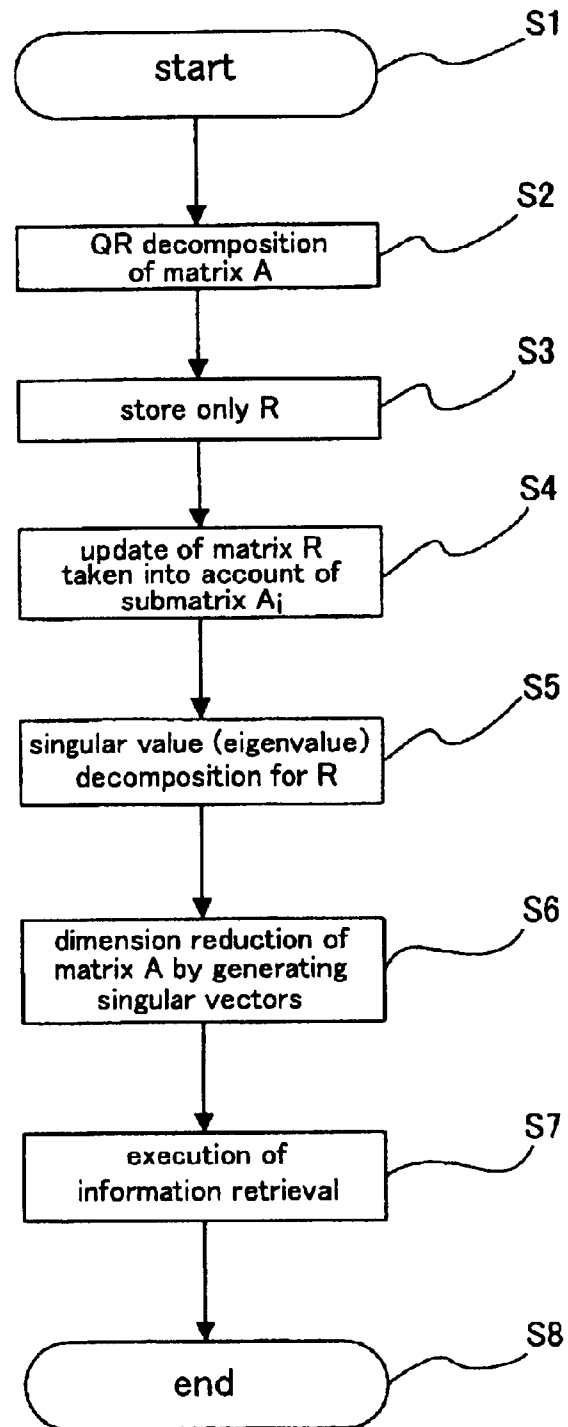 S1
start
S2
QR decomposition
of matrix A
S3
store only R
S4
update of matrix R
taken into account of
submatrix Ai
S5
singular value (eigenvalue)
decomposition for R
S6
dimension reduction of
matrix A by generating
singular vectors
S7
execution of
information retrieval
S8
end